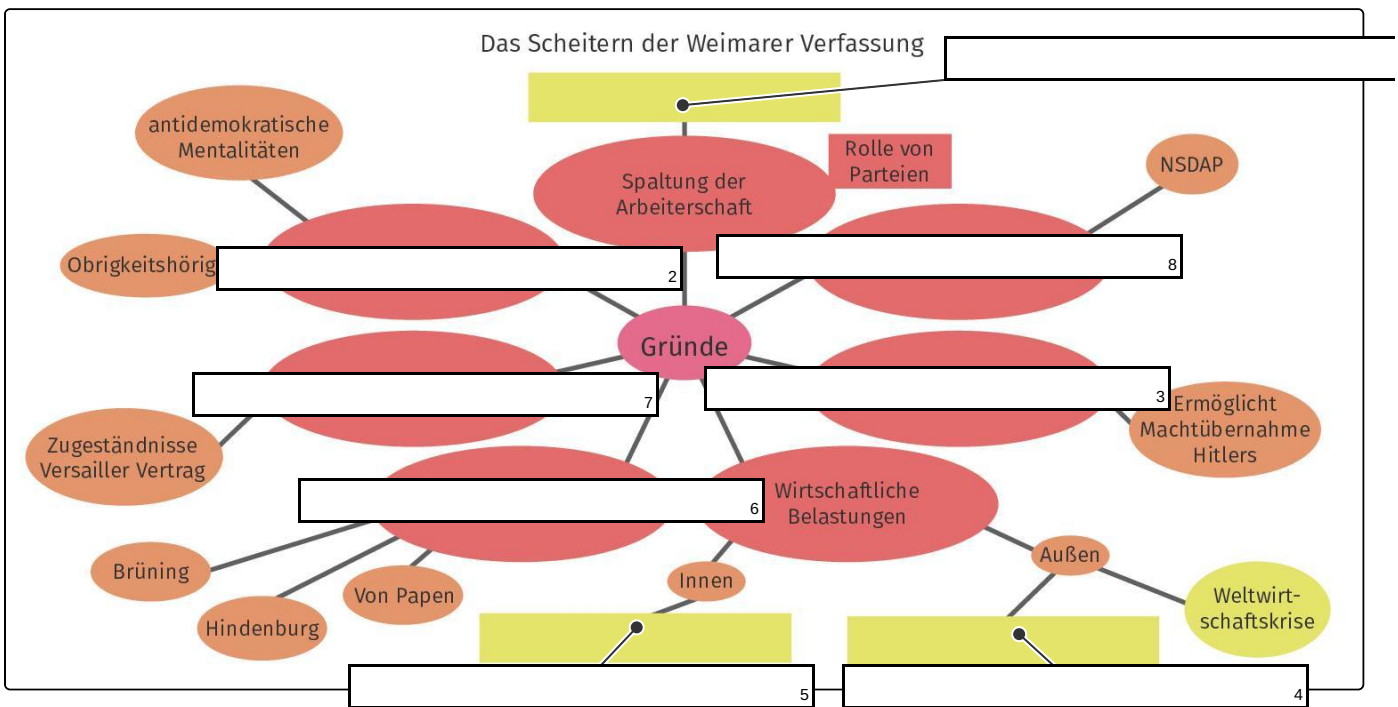 Das Scheitern der Weimarer Verfassung
antidemokratische
Mentalitäten
Spaltung der
Arbeiterschaft
Rolle von
Parteien
NSDAP
Obrigkeitshörig
2
8
Gründe
7
3
Ermöglicht
Machtübernahme
Hitlers
Zugeständnisse
Versailler Vertrag
6
Wirtschaftliche
Belastungen
Brüning
Hindenburg
Von Papen
Innen
Außen
Weltwirt-
schaftskrise
5
4